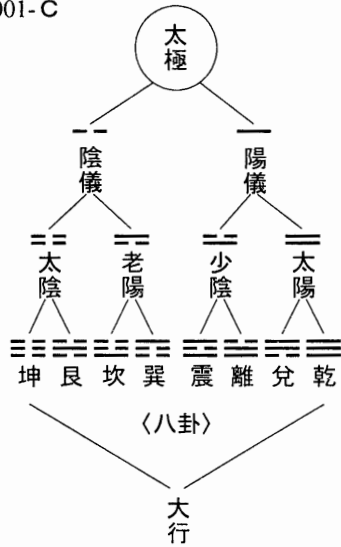 001-C
太極
陰儀 陽儀
太陰 老陽 少陰 太陽
坤 艮 坎 巽 震 離 兌 乾
〈八卦〉
大行